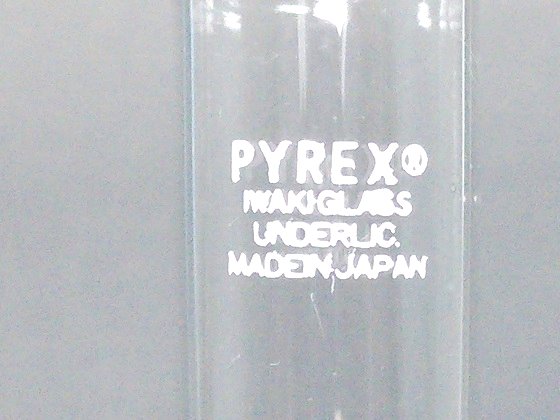 PYREX®
IWAKI GLASS
UNDER LIC.
MADE IN JAPAN